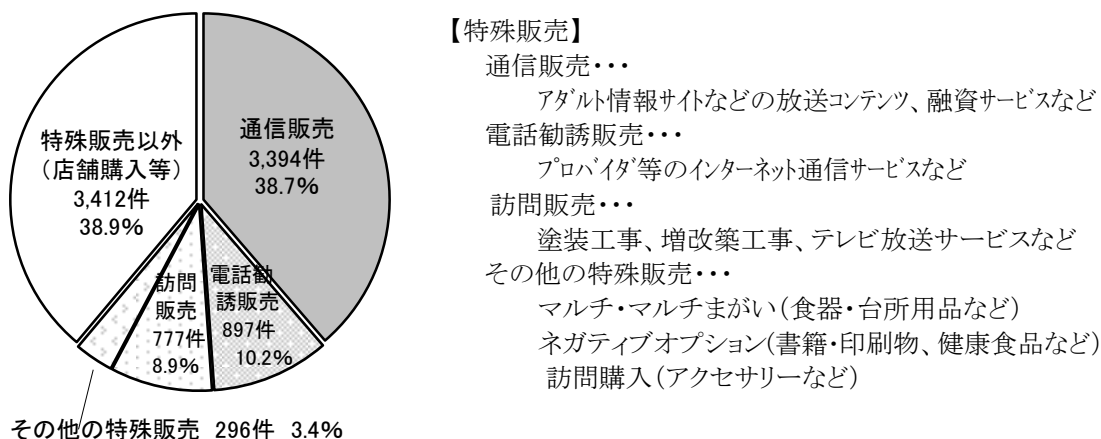 特殊販売以外
（店舗購入等）
3,412件
38.9%
通信販売
3,394件
38.7%
電話勧
誘販売
897件
10.2%
訪問
販売
777件
8.9%
その他の特殊販売 296件 3.4%
【特殊販売】
通信販売・・・
ｱﾀﾞﾙﾄ情報サイトなどの放送ｺﾝﾃﾝﾂ、融資サービスなど
電話勧誘販売・・・
プロバイダ等のインターネット通信サービスなど
訪問販売・・・
塗装工事、増改築工事、テレビ放送サービスなど
その他の特殊販売・・・
マルチ・マルチまがい（食器・台所用品など）
ネガティブオプション(書籍・印刷物、健康食品など)
訪問購入（アクセサリーなど）